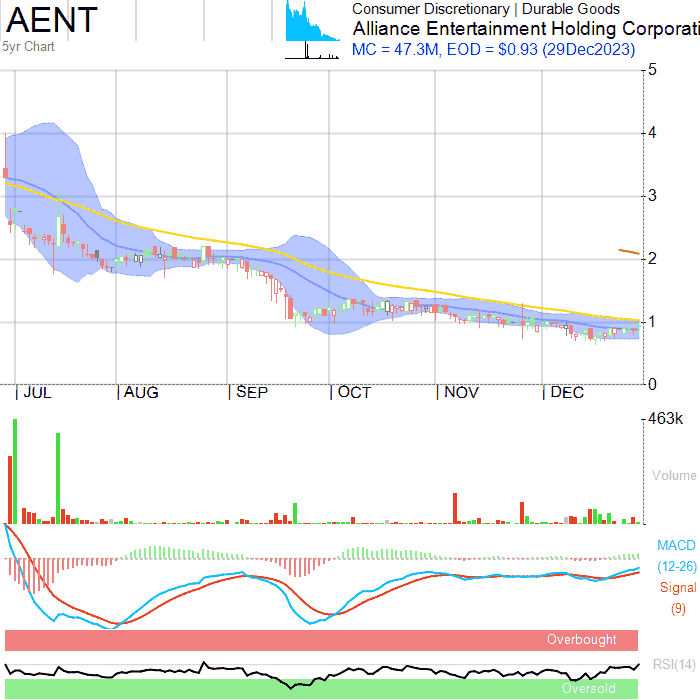 AENT
5yr Chart
Consumer Discretionary | Durable Goods
Alliance Entertainment Holding Corporati
MC = 47.3M, EOD = $0.93 (29Dec2023)
5
4
3
2
1
0
JUL AUG SEP OCT NOV DEC
463k
Volume
MACD
(12-26)
Signal
(9)
Overbought
RSI(14)
Oversold